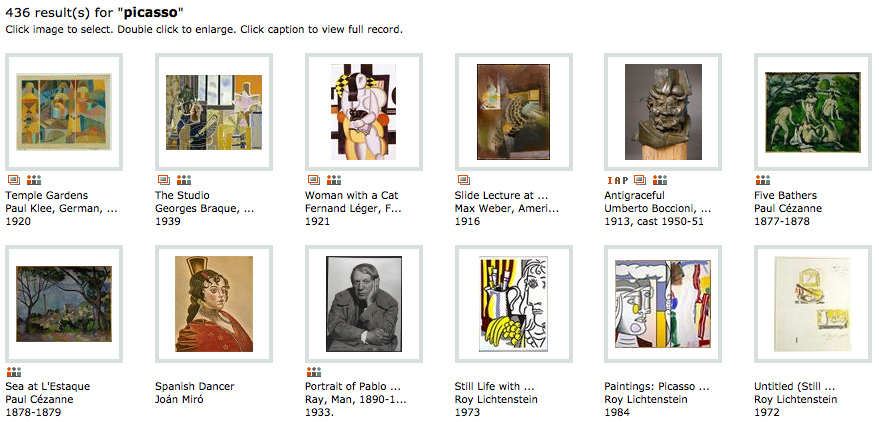 436 result(s) for "picasso"
Click image to select. Double click to enlarge. Click caption to view full record.
Temple Gardens
Paul Klee, German, ...
1920
The Studio
Georges Braque, ...
1939
Woman with a Cat
Fernand Léger, F...
1921
Slide Lecture at ...
Max Weber, Ameri...
1916
IAP
Antigraceful
Umberto Boccioni, ...
1913, cast 1950-51
Five Bathers
Paul Cézanne
1877-1878
Sea at L'Estaque
Paul Cézanne
1878-1879
Spanish Dancer
Joán Miró
Portrait of Pablo ...
Ray, Man, 1890-1...
1933.
Still Life with ...
Roy Lichtenstein
1973
Paintings: Picasso ...
Roy Lichtenstein
1984
Untitled (Still ...
Roy Lichtenstein
1972